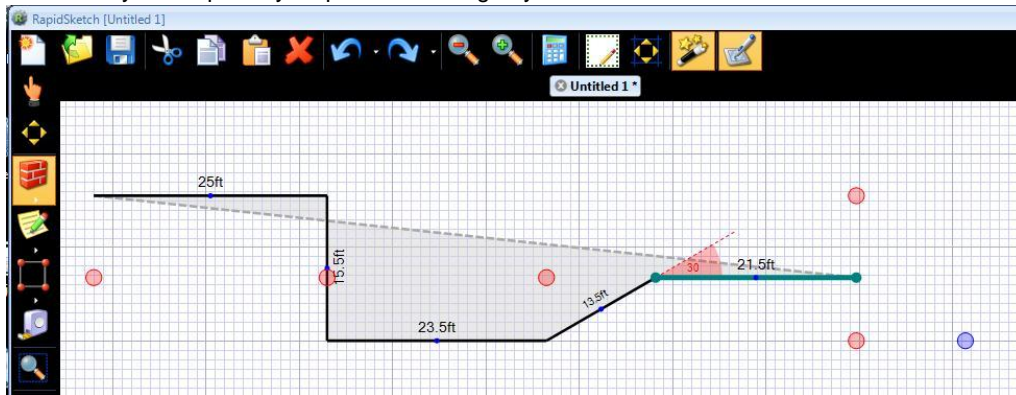 RapidSketch [Untitled 1]
Untitled 1 *
25ft
15.5ft
30
21.5ft
13.5ft
23.5ft